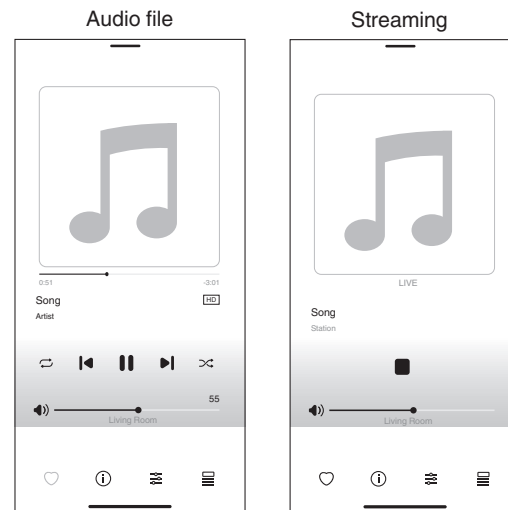 Audio file
0:51 -3:01
Song HD
Artist
55
Living Room
Streaming
LIVE
Song
Station
Living Room